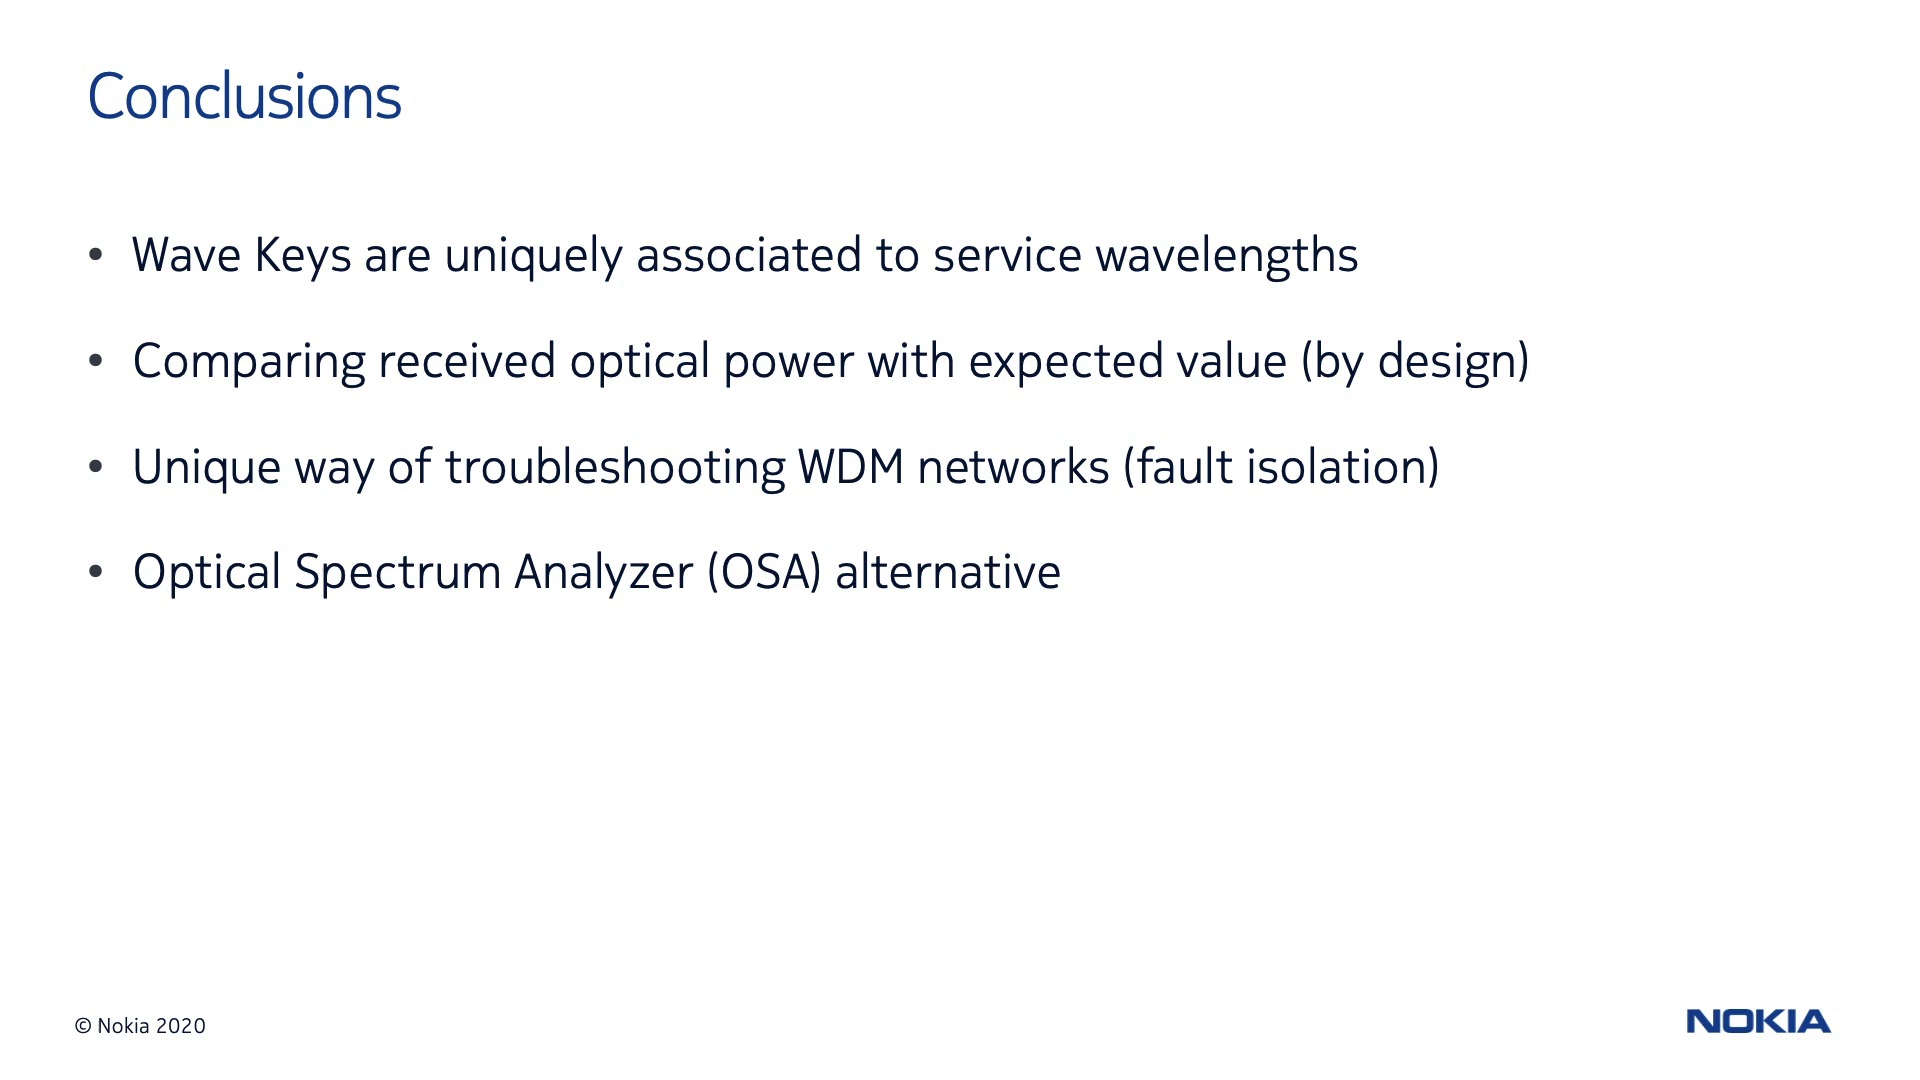 Conclusions
• Wave Keys are uniquely associated to service wavelengths
• Comparing received optical power with expected value (by design)
• Unique way of troubleshooting WDM networks (fault isolation)
• Optical Spectrum Analyzer (OSA) alternative
© Nokia 2020
NOKIA